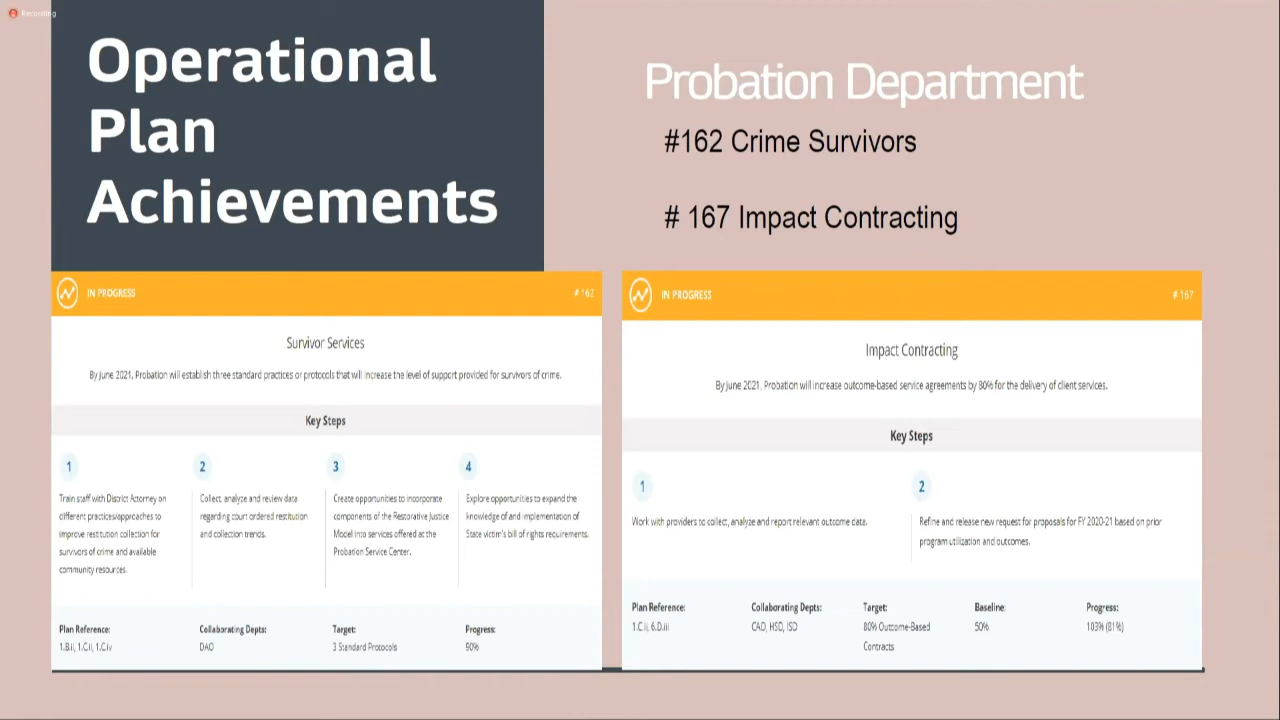 Recording
Operational
Plan
Achievements
Probation Department
#162 Crime Survivors
# 167 Impact Contracting
IN PROGRESS
# 162
Survivor Services
By June 2021, Probation will establish three standard practices or protocols that will increase the level of support provided for survivors of crime.
Key Steps
1
Train staff with District Attorney on
different practices/approaches to
improve restitution collection for
survivors of crime and available
community resources.
2
Collect, analyze and review data
regarding court ordered restitution
and collection trends.
3
Create opportunities to incorporate
components of the Restorative Justice
Model into services offered at the
Probation Service Center.
4
Explore opportunities to expand the
knowledge of and implementation of
State victim's bill of rights requirements.
Plan Reference:
1.B.ii, 1.C.ii, 1.C.iv
Collaborating Depts:
DAO
Target:
3 Standard Protocols
Progress:
90%
IN PROGRESS
# 167
Impact Contracting
By June 2021, Probation will increase outcome-based service agreements by 80% for the delivery of client services.
Key Steps
1
Work with providers to collect, analyze and report relevant outcome data.
2
Refine and release new request for proposals for FY 2020-21 based on prior
program utilization and outcomes.
Plan Reference:
1.C.ii, 6.D.iii
Collaborating Depts:
CAO, HSD, ISD
Target:
80% Outcome-Based
Contracts
Baseline:
50%
Progress:
103% (81%)